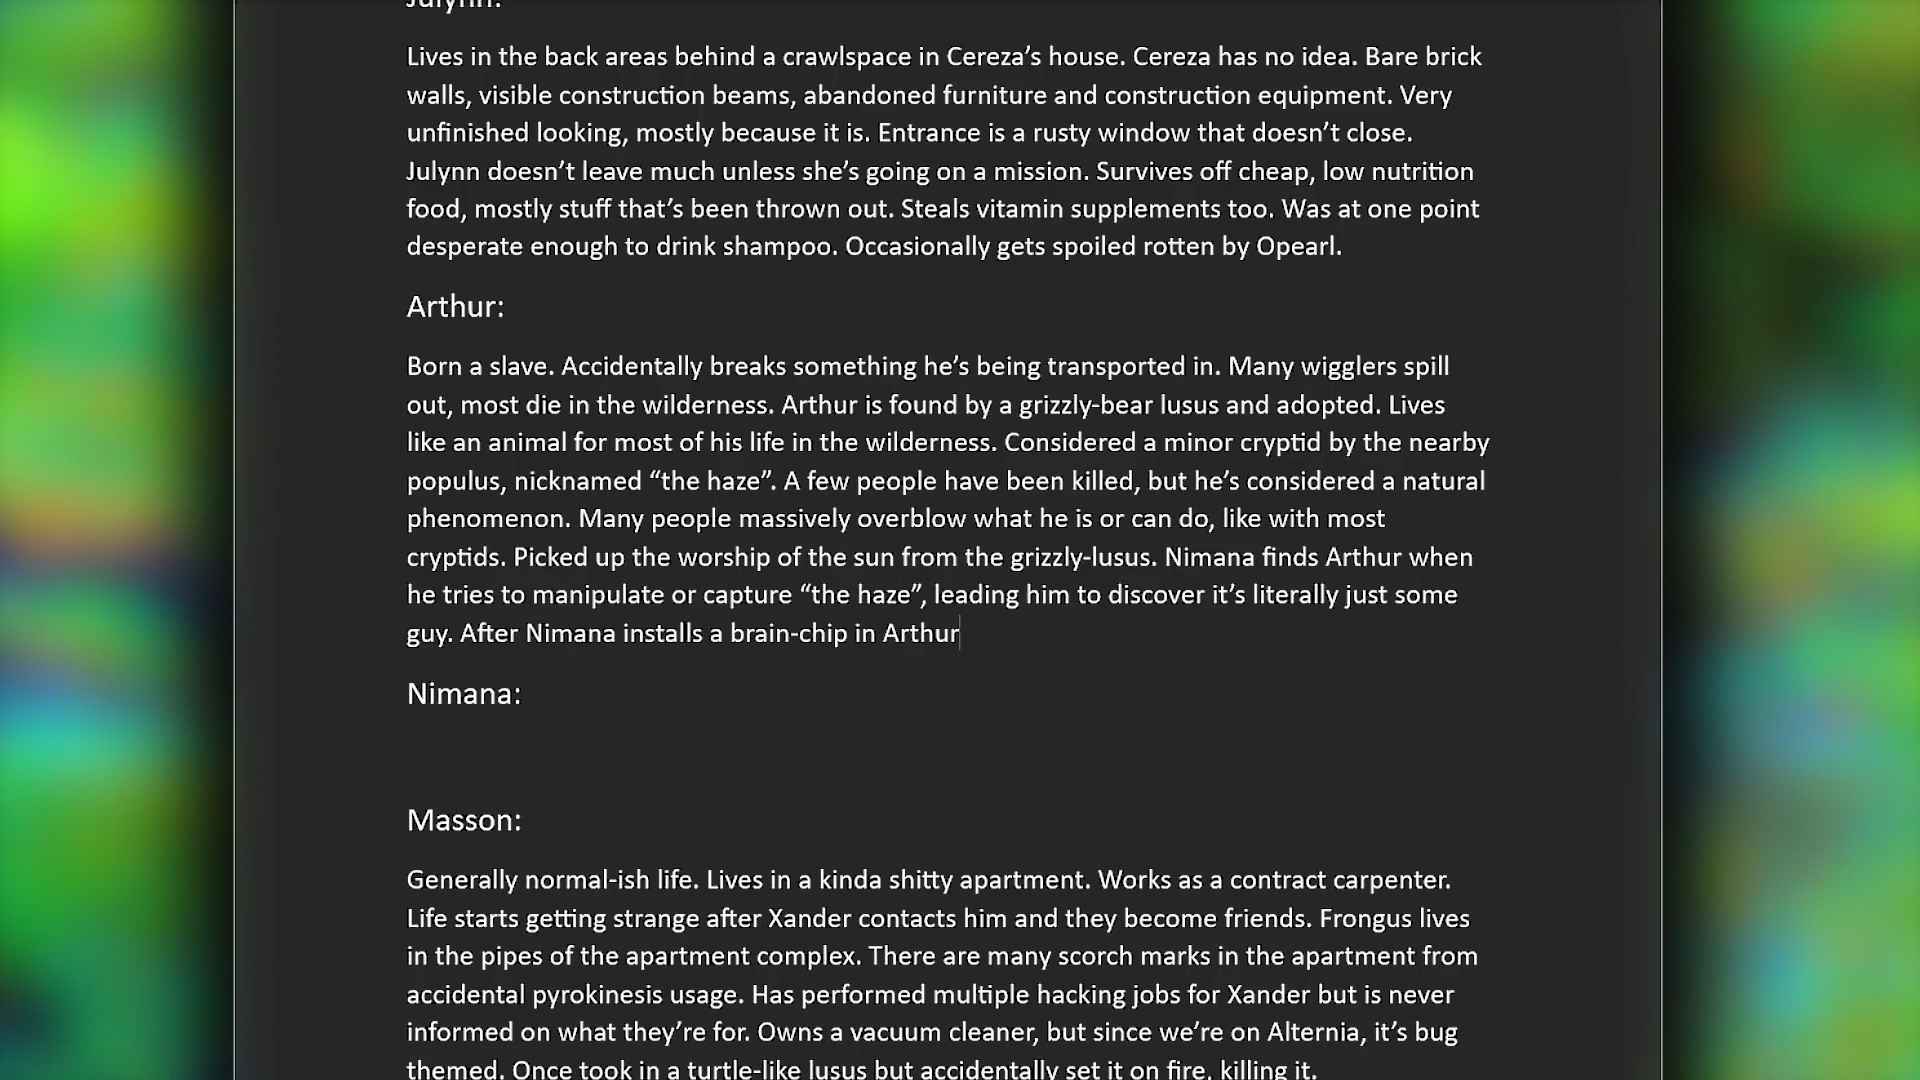 Julynn:
Lives in the back areas behind a crawlspace in Cereza’s house. Cereza has no idea. Bare brick
walls, visible construction beams, abandoned furniture and construction equipment. Very
unfinished looking, mostly because it is. Entrance is a rusty window that doesn’t close.
Julynn doesn’t leave much unless she’s going on a mission. Survives off cheap, low nutrition
food, mostly stuff that’s been thrown out. Steals vitamin supplements too. Was at one point
desperate enough to drink shampoo. Occasionally gets spoiled rotten by Opearl.
Arthur:
Born a slave. Accidentally breaks something he’s being transported in. Many wigglers spill
out, most die in the wilderness. Arthur is found by a grizzly-bear lusus and adopted. Lives
like an animal for most of his life in the wilderness. Considered a minor cryptid by the nearby
populus, nicknamed “the haze”. A few people have been killed, but he’s considered a natural
phenomenon. Many people massively overblow what he is or can do, like with most
cryptids. Picked up the worship of the sun from the grizzly-lusus. Nimana finds Arthur when
he tries to manipulate or capture “the haze”, leading him to discover it’s literally just some
guy. After Nimana installs a brain-chip in Arthur
Nimana:
Masson:
Generally normal-ish life. Lives in a kinda shitty apartment. Works as a contract carpenter.
Life starts getting strange after Xander contacts him and they become friends. Frongus lives
in the pipes of the apartment complex. There are many scorch marks in the apartment from
accidental pyrokinesis usage. Has performed multiple hacking jobs for Xander but is never
informed on what they’re for. Owns a vacuum cleaner, but since we’re on Alternia, it’s bug
themed. Once took in a turtle-like lusus but accidentally set it on fire, killing it.